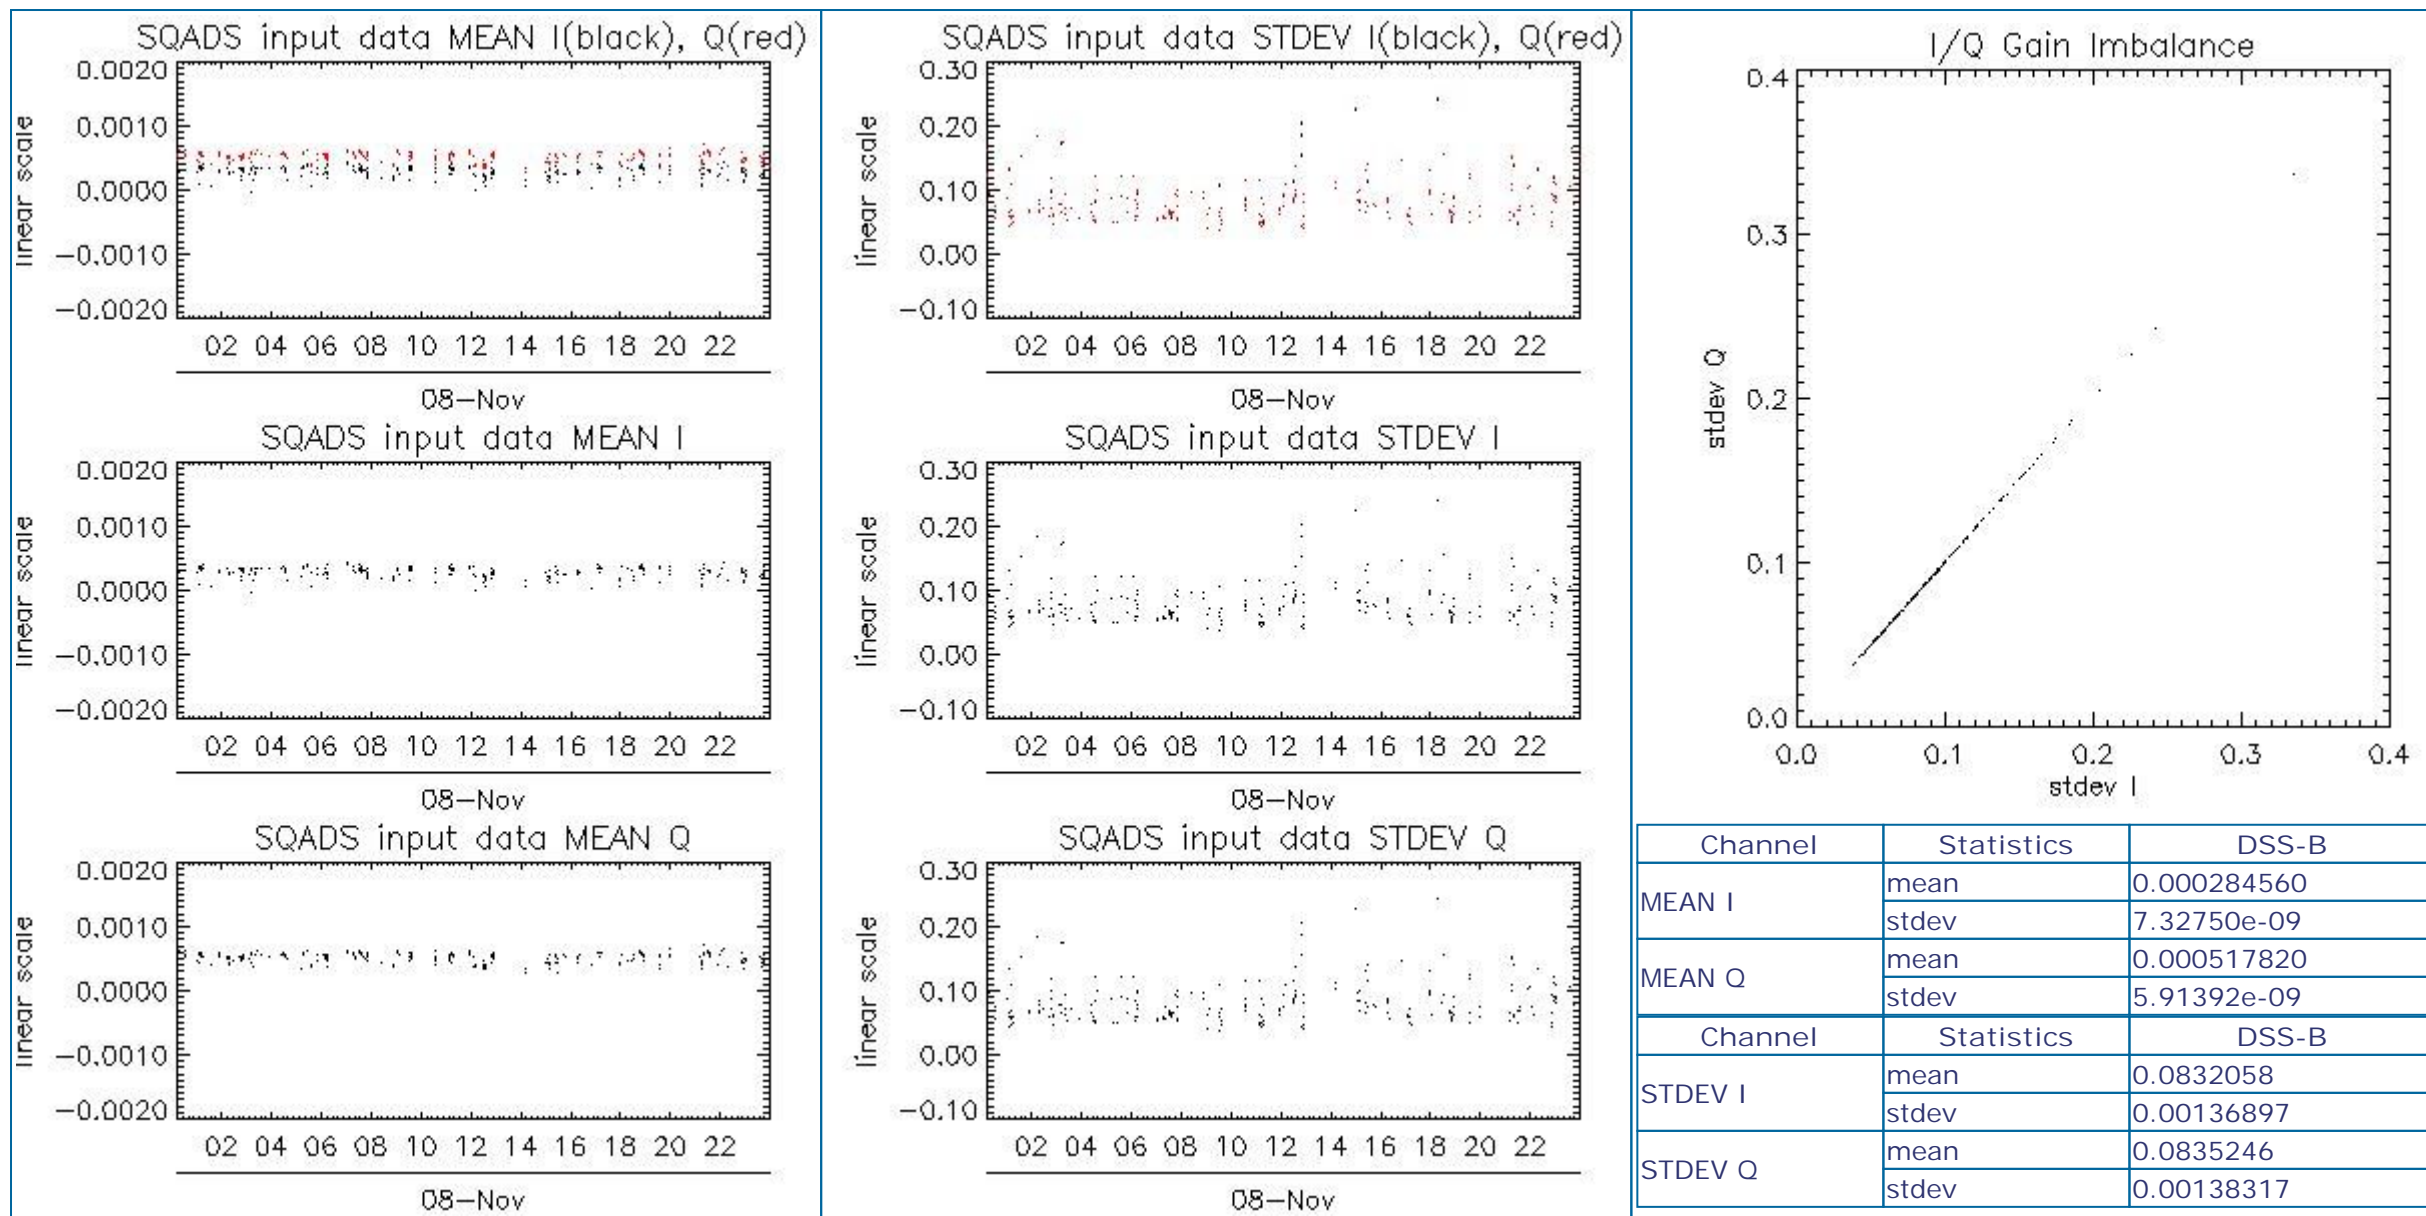 SQADS input data MEAN I(black), Q(red)
linear scale
0.0020
0.0010
0.0000
-0.0010
-0.0020
02 04 06 08 10 12 14 16 18 20 22
08-Nov
SQADS input data MEAN I
linear scale
0.0020
0.0010
0.0000
-0.0010
-0.0020
02 04 06 08 10 12 14 16 18 20 22
08-Nov
SQADS input data MEAN Q
linear scale
0.0020
0.0010
0.0000
-0.0010
-0.0020
02 04 06 08 10 12 14 16 18 20 22
08-Nov
SQADS input data STDEV I(black), Q(red)
linear scale
0.30
0.20
0.10
0.00
-0.10
02 04 06 08 10 12 14 16 18 20 22
08-Nov
SQADS input data STDEV I
linear scale
0.30
0.20
0.10
0.00
-0.10
02 04 06 08 10 12 14 16 18 20 22
08-Nov
SQADS input data STDEV Q
linear scale
0.30
0.20
0.10
0.00
-0.10
02 04 06 08 10 12 14 16 18 20 22
08-Nov
I/Q Gain Imbalance
stdev Q
0.4
0.3
0.2
0.1
0.0
0.0 0.1 0.2 0.3 0.4
stdev I
Channel Statistics DSS-B
MEAN I mean 0.000284560
stdev 7.32750e-09
MEAN Q mean 0.000517820
stdev 5.91392e-09
Channel Statistics DSS-B
STDEV I mean 0.0832058
stdev 0.00136897
STDEV Q mean 0.0835246
stdev 0.00138317